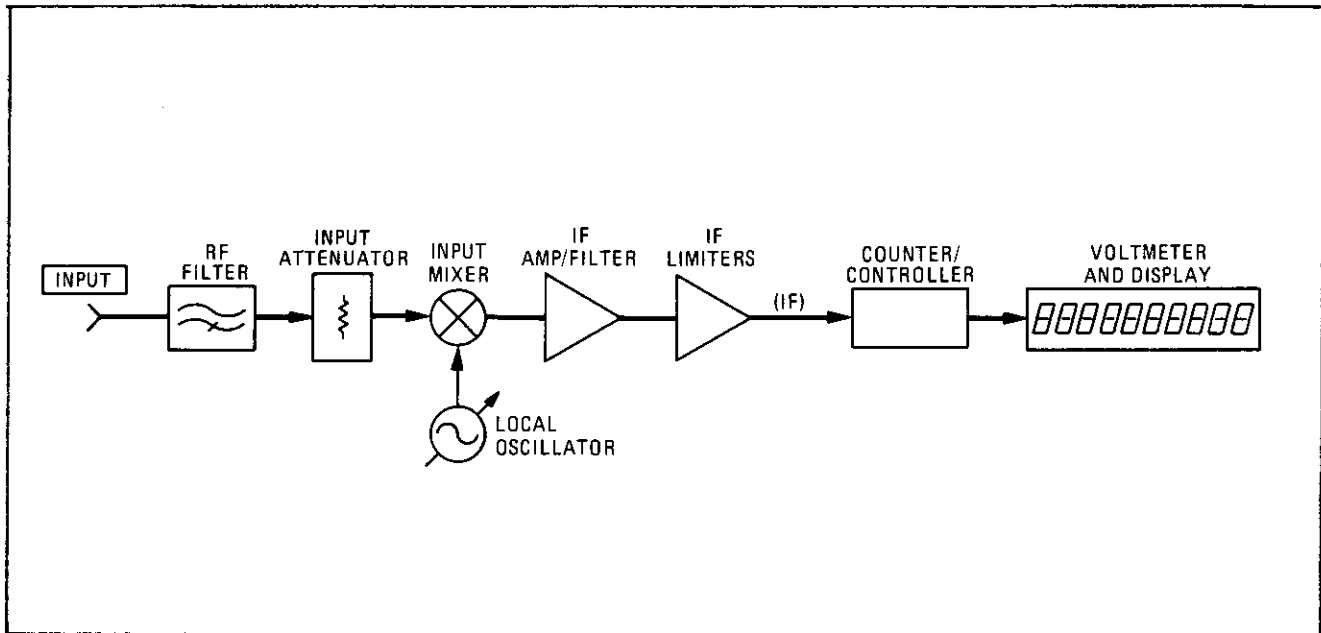 INPUT
RF
FILTER
INPUT
ATTENUATOR
INPUT
MIXER
LOCAL
OSCILLATOR
IF
AMP/FILTER
IF
LIMITERS
(IF)
COUNTER/
CONTROLLER
VOLTMETER
AND DISPLAY
8888888888